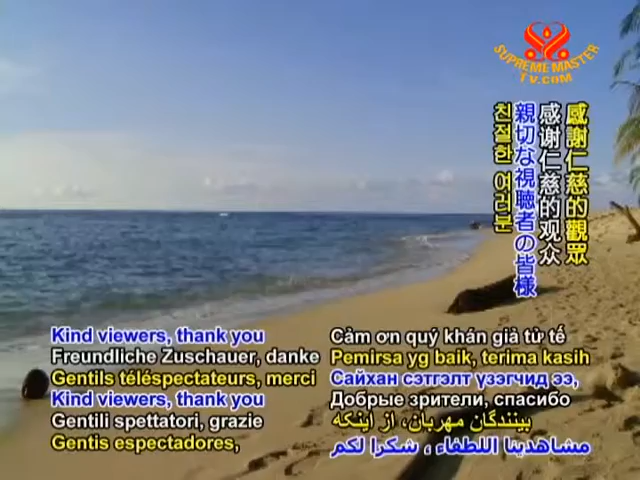 SUPREME MASTER
TV.COM
感謝仁慈的觀眾
感谢仁慈的观众
親切な視聴者の皆様
친절한 여러분
Kind viewers, thank you
Freundliche Zuschauer, danke
Gentils téléspectateurs, merci
Kind viewers, thank you
Gentili spettatori, grazie
Gentis espectadores,
Cảm ơn quý khán giả tử tế
Pemirsa yg baik, terima kasih
Сайхан сэтгэлт үзэгчид ээ,
Добрые зрители, спасибо
بینندگان مهربان، از اینکه
مشاهدينا اللطفاء ، شكرا لكم